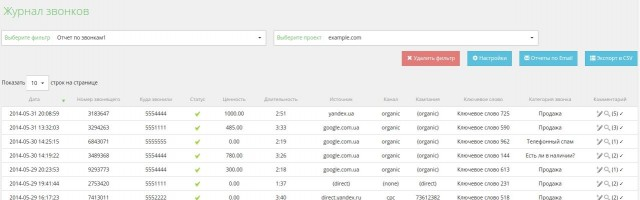 Журнал звонков
Выберите фильтр: Отчет по звонкам1 Выберите проект example.com
Удалить фильтр Настройки Отчеты по Email Экспорт в CSV
Показать 10 строк на странице
Дата Номер звонящего Куда звонили Статус Ценность Длительность Источник Канал Кампания Ключевое слово Категория звонка Комментарий
2014-05-31 20:08:59 3183647 5554444 1000.00 2:51 yandex.ua organic (organic) Ключевое слово 725 Продажа (5)
2014-05-31 13:32:03 3294263 5551111 485.00 3:33 google.com.ua organic (organic) Ключевое слово 590 Продажа (3)
2014-05-30 14:25:15 6843071 5555555 0.00 2:19 google.com.ua organic (organic) Ключевое слово 962 Телефонный спам (1)
2014-05-30 14:19:22 3489368 5554444 780.00 3:26 google.com.ua organic (organic) Ключевое слово 144 Есть ли в наличии? (2)
2014-05-29 20:23:53 9293773 5554444 300.00 2:18 google.com.ua organic (organic) Ключевое слово 613 Продажа (1)
2014-05-29 19:41:44 2753420 5551111 0.00 1:37 (direct) (none) (direct) Ключевое слово 231 Продажа (2)
2014-05-29 16:17:23 7413011 5552222 0.00 3:40 direct.yandex.ru cpc 73612382 Ключевое слово 518 Продажа (1)